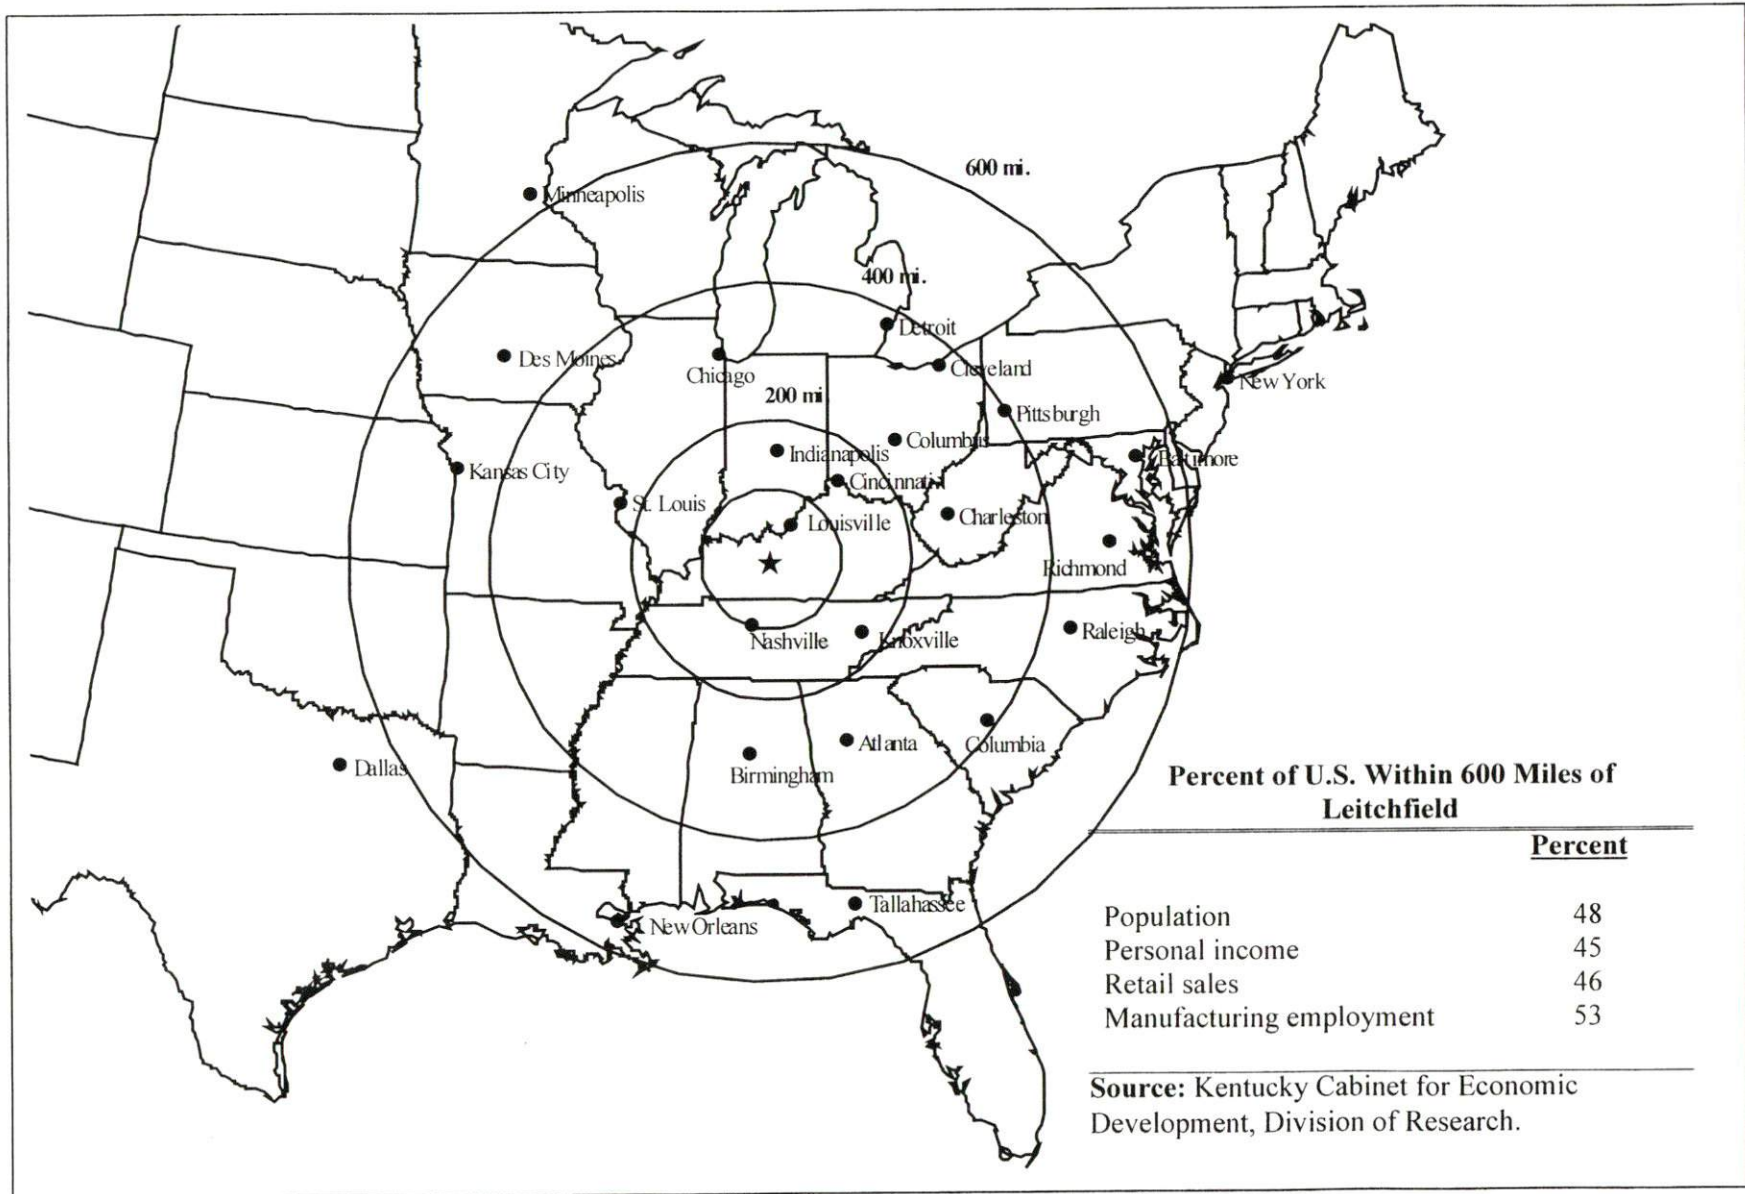 600 mi.
Minneapolis
400 mi.
Detroit
Des Moines
Chicago
Cleveland
New York
200 mi
Pittsburgh
Columbus
Indianapolis
Baltimore
Kansas City
Cincinnati
St. Louis
Charleston
Louisville
Richmond
Nashville
Knoxville
Raleigh
Atlanta
Columbia
Dallas
Birmingham
Tallahassee
New Orleans
Percent of U.S. Within 600 Miles of
Leitchfield
Percent
Population 48
Personal income 45
Retail sales 46
Manufacturing employment 53
Source: Kentucky Cabinet for Economic
Development, Division of Research.